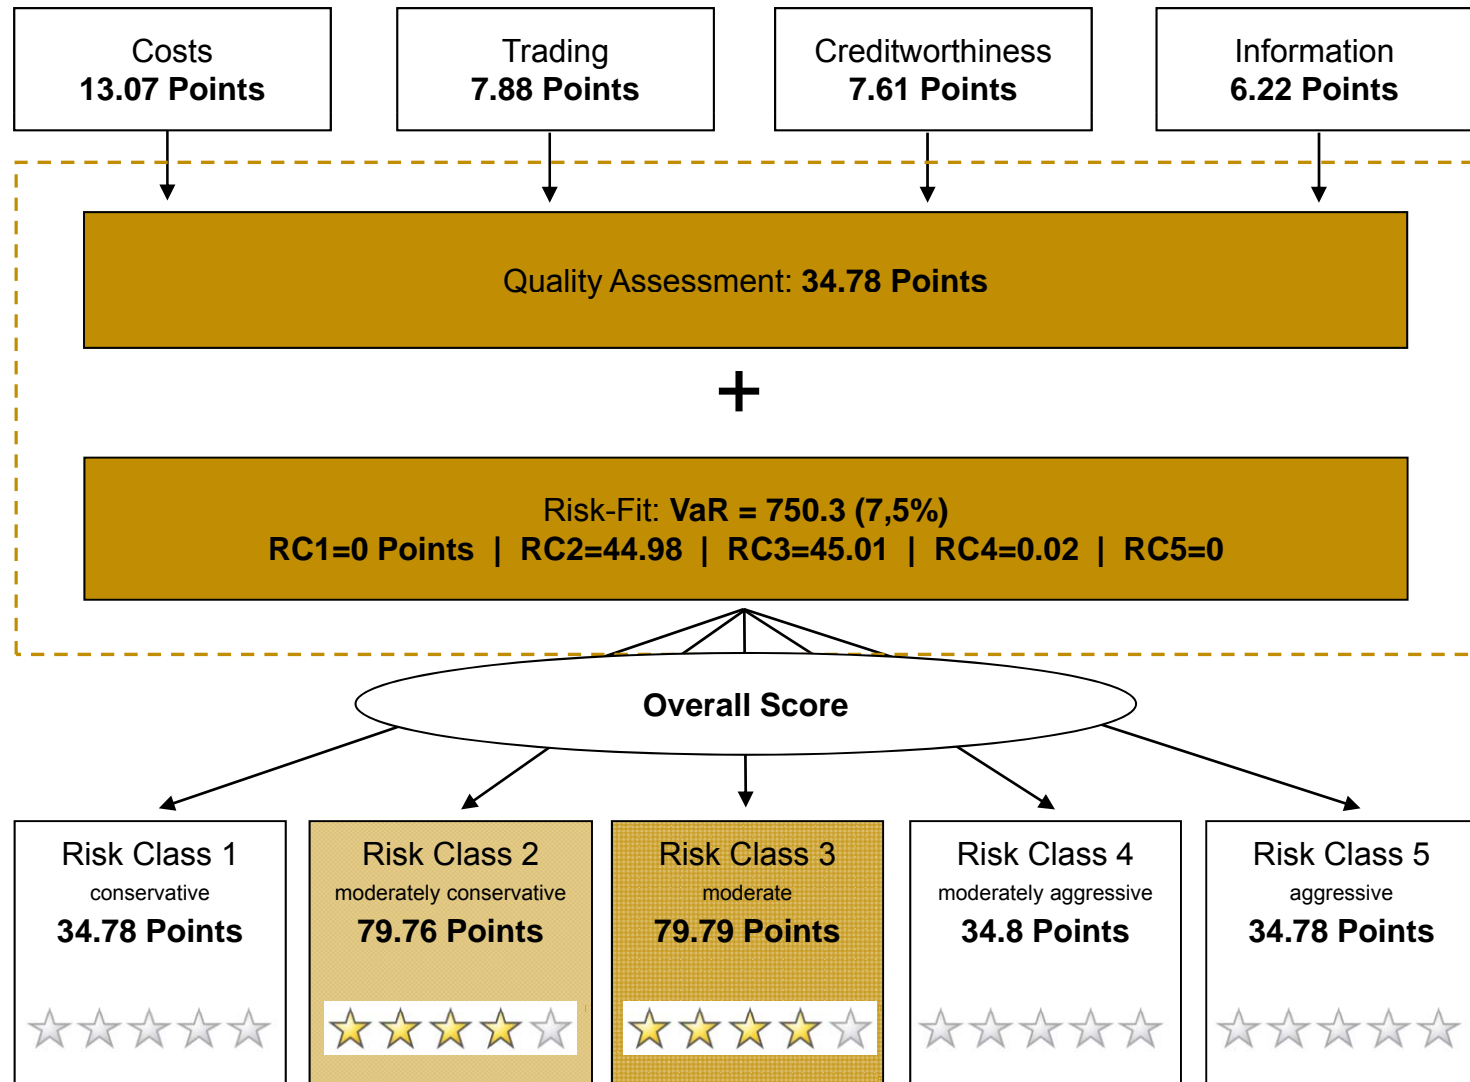 Costs
13.07 Points
Trading
7.88 Points
Creditworthiness
7.61 Points
Information
6.22 Points
Quality Assessment: 34.78 Points
+
Risk-Fit: VaR = 750.3 (7,5%)
RC1=0 Points | RC2=44.98 | RC3=45.01 | RC4=0.02 | RC5=0
Overall Score
Risk Class 1
conservative
34.78 Points
Risk Class 2
moderately conservative
79.76 Points
Risk Class 3
moderate
79.79 Points
Risk Class 4
moderately aggressive
34.8 Points
Risk Class 5
aggressive
34.78 Points